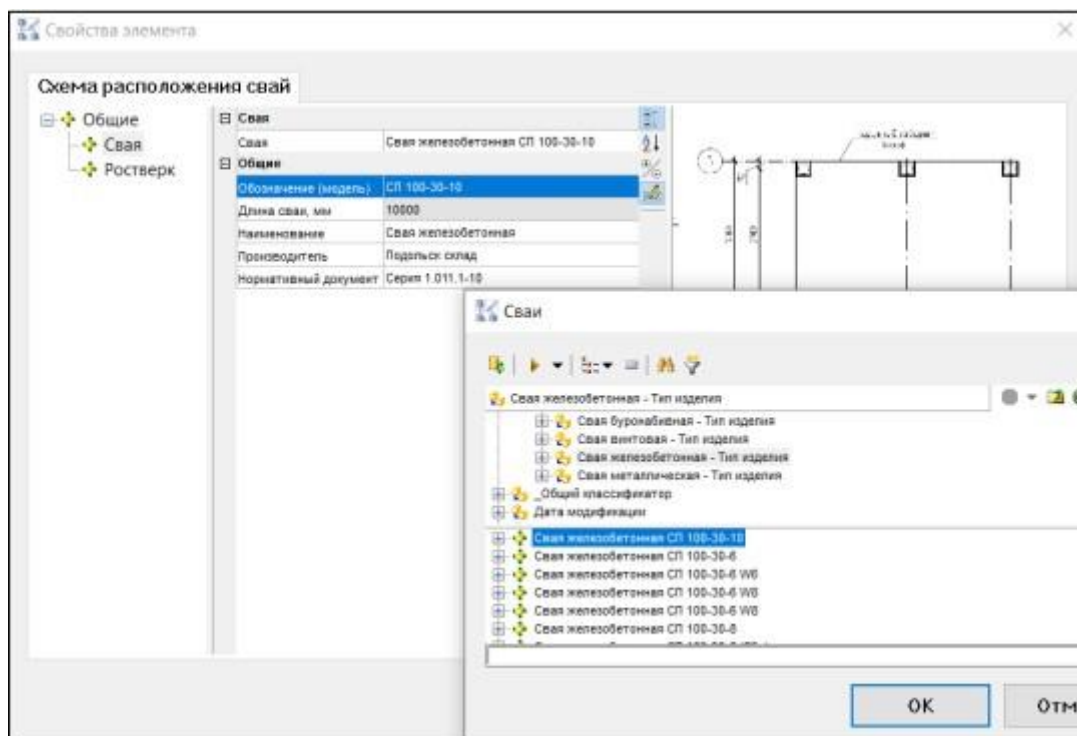 Свойства элемента
Схема расположения свай
Общие
Свая
Ростверк
Свая
Свая Свая железобетонная СП 100-30-10
Общие
Обозначение (модель) СП 100-30-10
Длина сваи, мм 10000
Наименование Свая железобетонная
Производитель Подольск склад
Нормативный документ Серия 1.011.1-10
Сваи
Свая железобетонная - Тип изделия
Свая буронабивная - Тип изделия
Свая винтовая - Тип изделия
Свая железобетонная - Тип изделия
Свая металлическая - Тип изделия
_Общий классификатор
Дата модификации
Свая железобетонная СП 100-30-10
Свая железобетонная СП 100-30-6
Свая железобетонная СП 100-30-6 W6
Свая железобетонная СП 100-30-6 W8
Свая железобетонная СП 100-30-6 W8
Свая железобетонная СП 100-30-8
OK
Отм